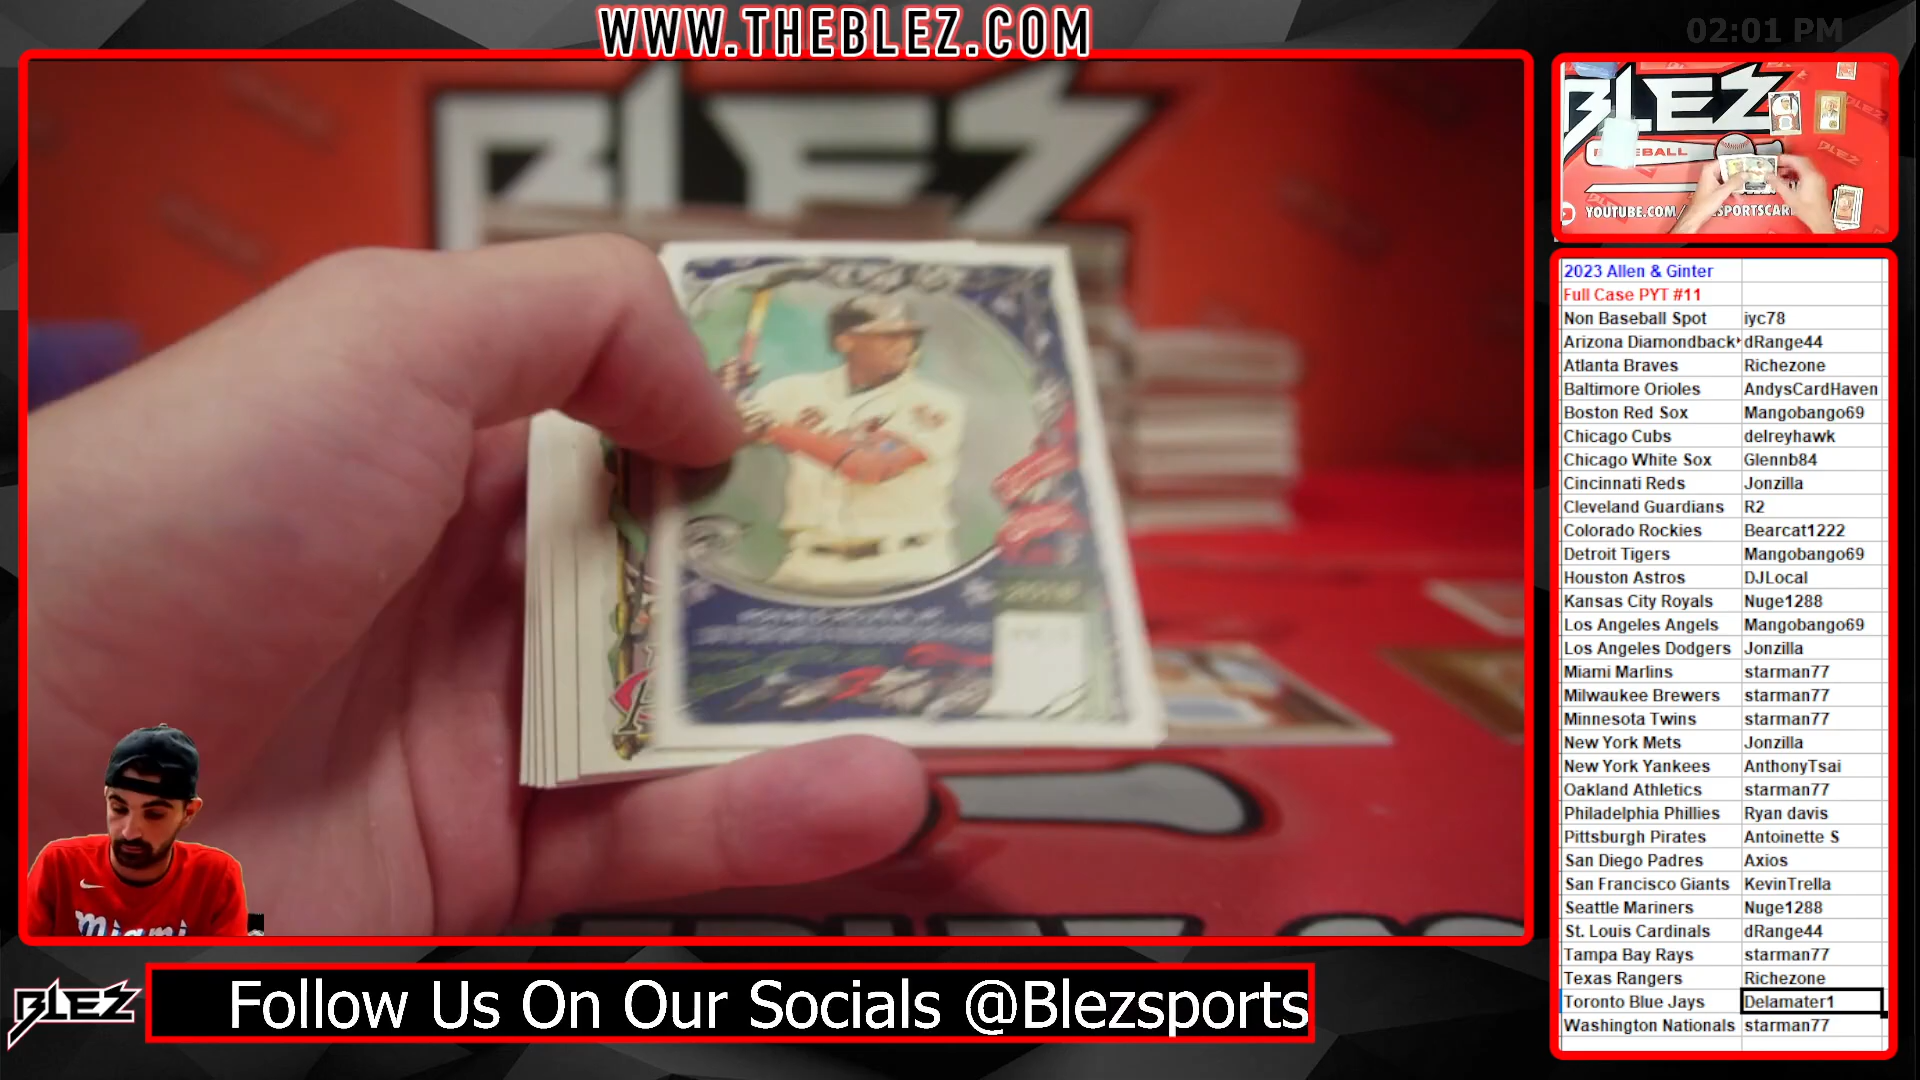 WWW.THEBLEZ.COM
02:01 PM
BLEZ
BLEZ
BLEZ
YOUTUBE.COM/
2023 Allen & Ginter
Full Case PYT #11
Non Baseball Spot iyc78
Arizona Diamondback dRange44
Atlanta Braves Richezone
Baltimore Orioles AndysCardHaven
Boston Red Sox Mangobango69
Chicago Cubs delreyhawk
Chicago White Sox Glennb84
Cincinnati Reds Jonzilla
Cleveland Guardians R2
Colorado Rockies Bearcat1222
Detroit Tigers Mangobango69
Houston Astros DJLocal
Kansas City Royals Nuge1288
Los Angeles Angels Mangobango69
Los Angeles Dodgers Jonzilla
Miami Marlins starman77
Milwaukee Brewers starman77
Minnesota Twins starman77
New York Mets Jonzilla
New York Yankees AnthonyTsai
Oakland Athletics starman77
Philadelphia Phillies Ryan davis
Pittsburgh Pirates Antoinette S
San Diego Padres Axios
San Francisco Giants KevinTrella
Seattle Mariners Nuge1288
St. Louis Cardinals dRange44
Tampa Bay Rays starman77
Texas Rangers Richezone
Toronto Blue Jays Delamater1
Washington Nationals starman77
Miami
BLEZ
Follow Us On Our Socials @Blezsports